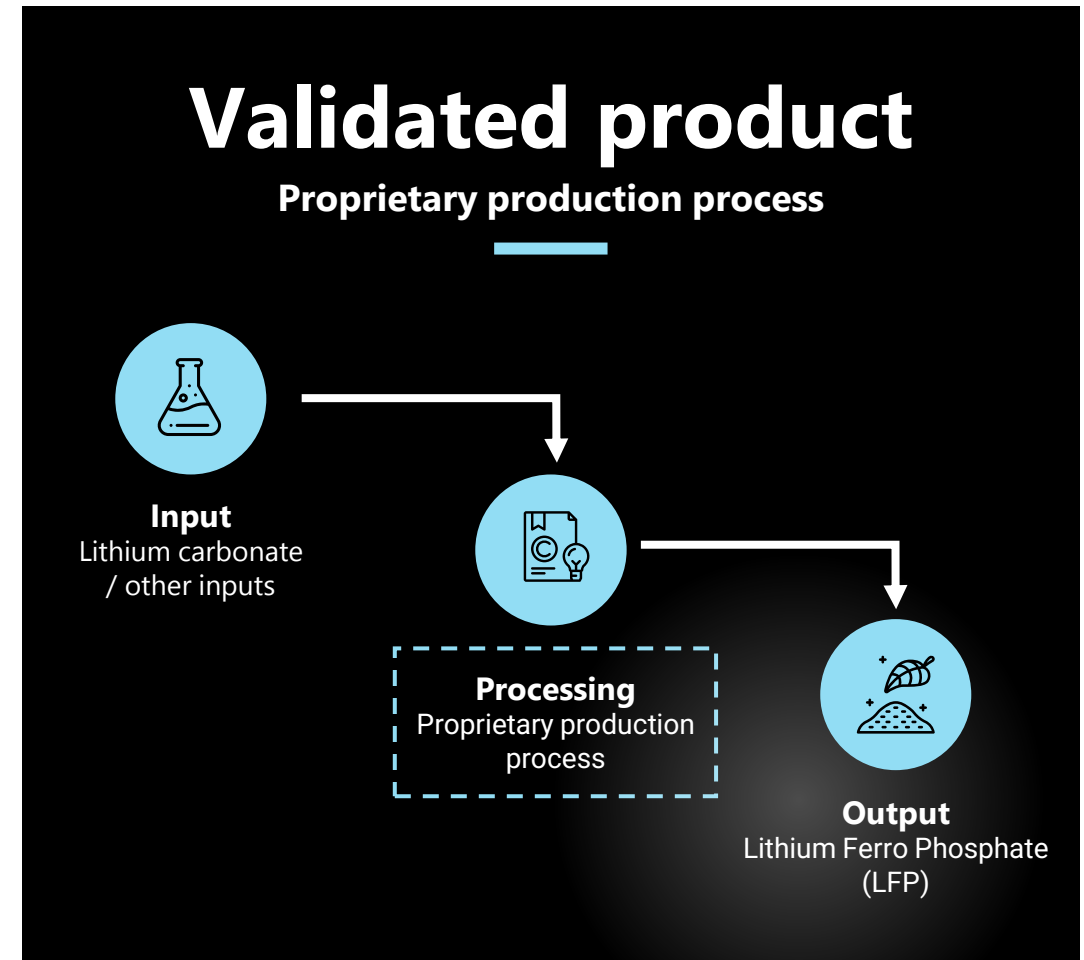 Validated product
Proprietary production process
Input
Lithium carbonate
/ other inputs
Processing
Proprietary production
process
Output
Lithium Ferro Phosphate
(LFP)